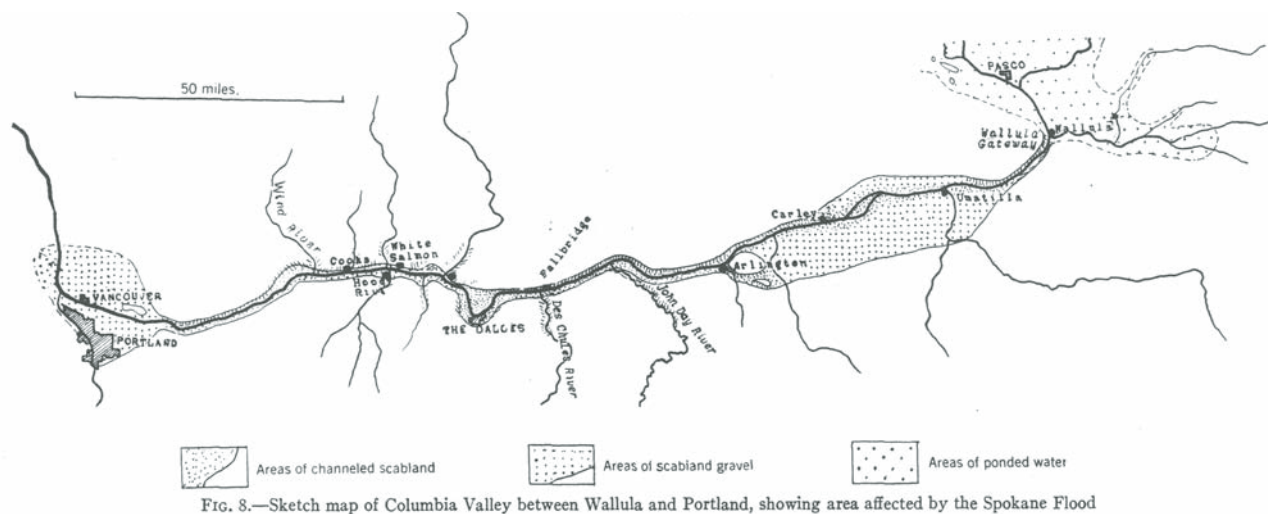 50 miles.
PASCO
Wallula
Wallula
Gateway
Umatilla
Carley
Arlington
Wind River
Cooks
White
Salmon
Hood
Fallbridge
John Day River
Des Chutes
River
THE DALLES
VANCOUVER
PORTLAND
Areas of channeled scabland
Areas of scabland gravel
Areas of ponded water
FIG. 8.—Sketch map of Columbia Valley between Wallula and Portland, showing area affected by the Spokane Flood